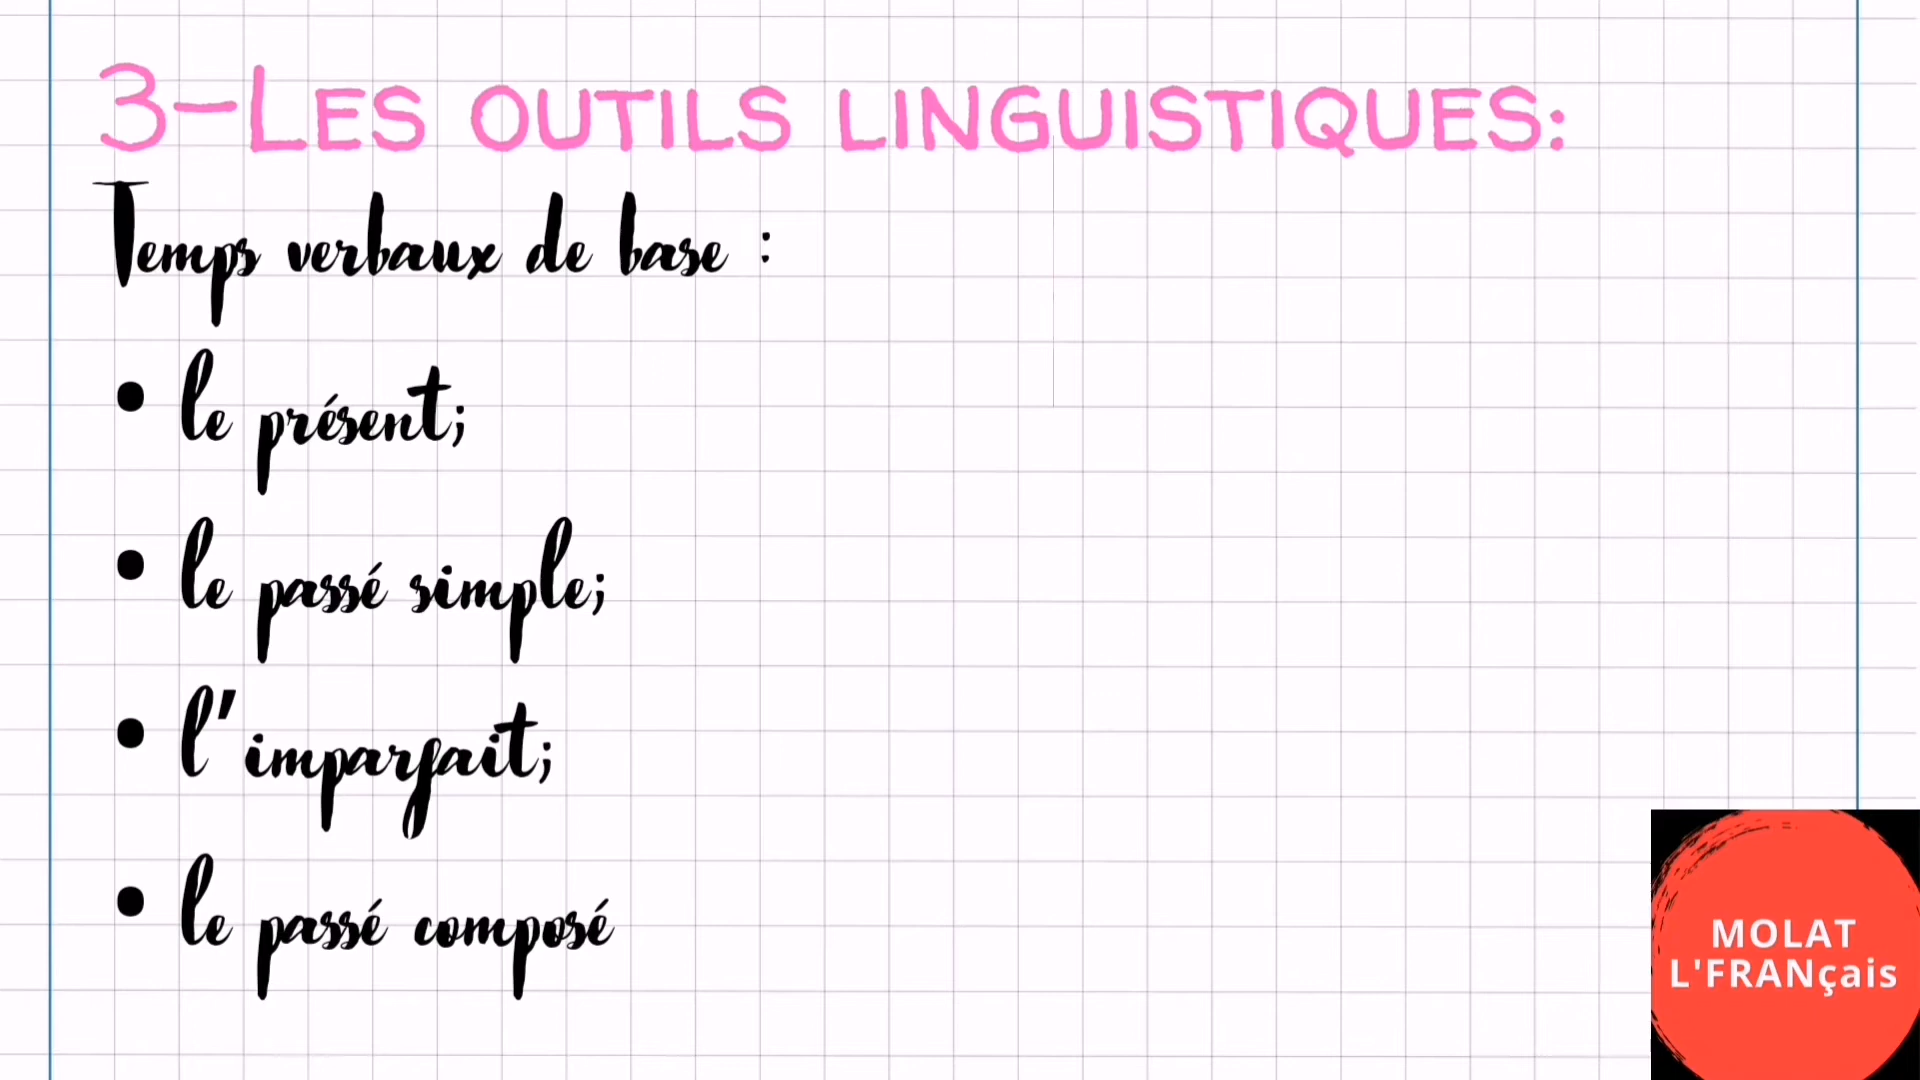 3-Les outils linguistiques:
Temps verbaux de base :
• le présent;
• le passé simple;
• l'imparfait;
• le passé composé
MOLAT
L'FRANçais